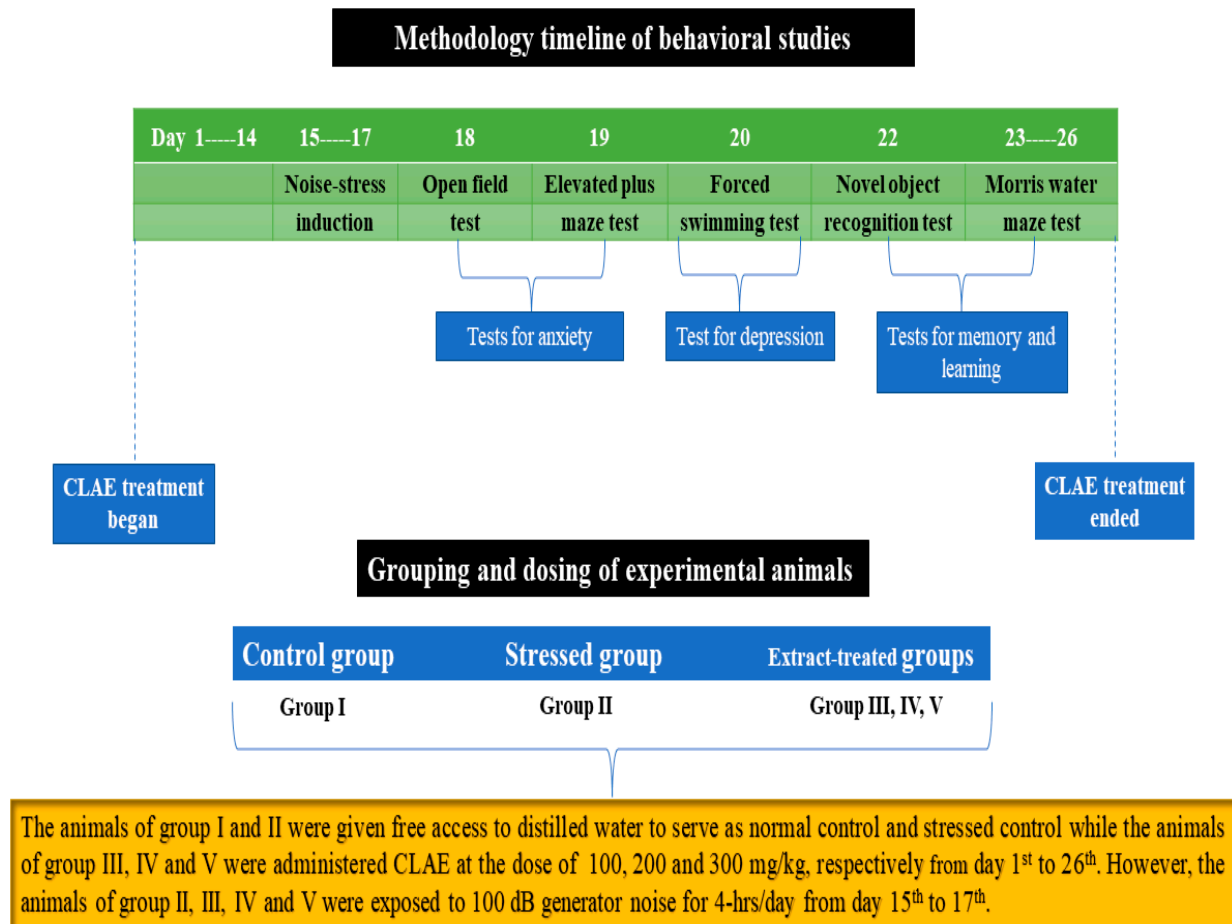 Methodology timeline of behavioral studies
Day 1-----14 15-----17 18 19 20 22 23-----26
Noise-stress Open field Elevated plus Forced Novel object Morris water
induction test maze test swimming test recognition test maze test
Tests for anxiety
Test for depression
Tests for memory and
learning
CLAE treatment
began
CLAE treatment
ended
Grouping and dosing of experimental animals
Control group Stressed group Extract-treated groups
Group I Group II Group III, IV, V
The animals of group I and II were given free access to distilled water to serve as normal control and stressed control while the animals
of group III, IV and V were administered CLAE at the dose of 100, 200 and 300 mg/kg, respectively from day 1st to 26th. However, the
animals of group II, III, IV and V were exposed to 100 dB generator noise for 4-hrs/day from day 15th to 17th.